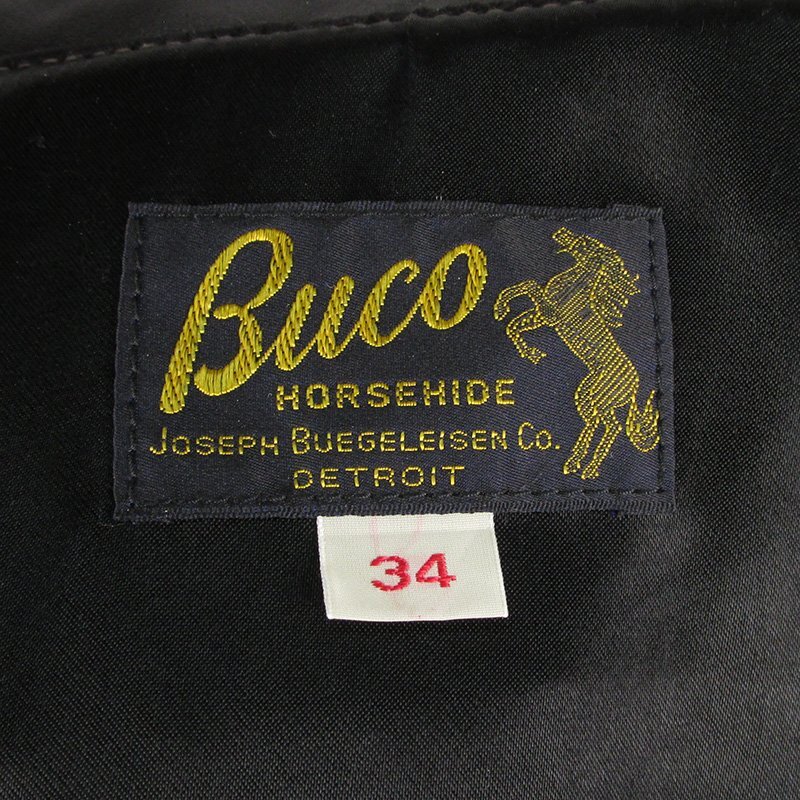 Buco
HORSEHIDE
JOSEPH BUEGELEISEN CO.
DETROIT
34